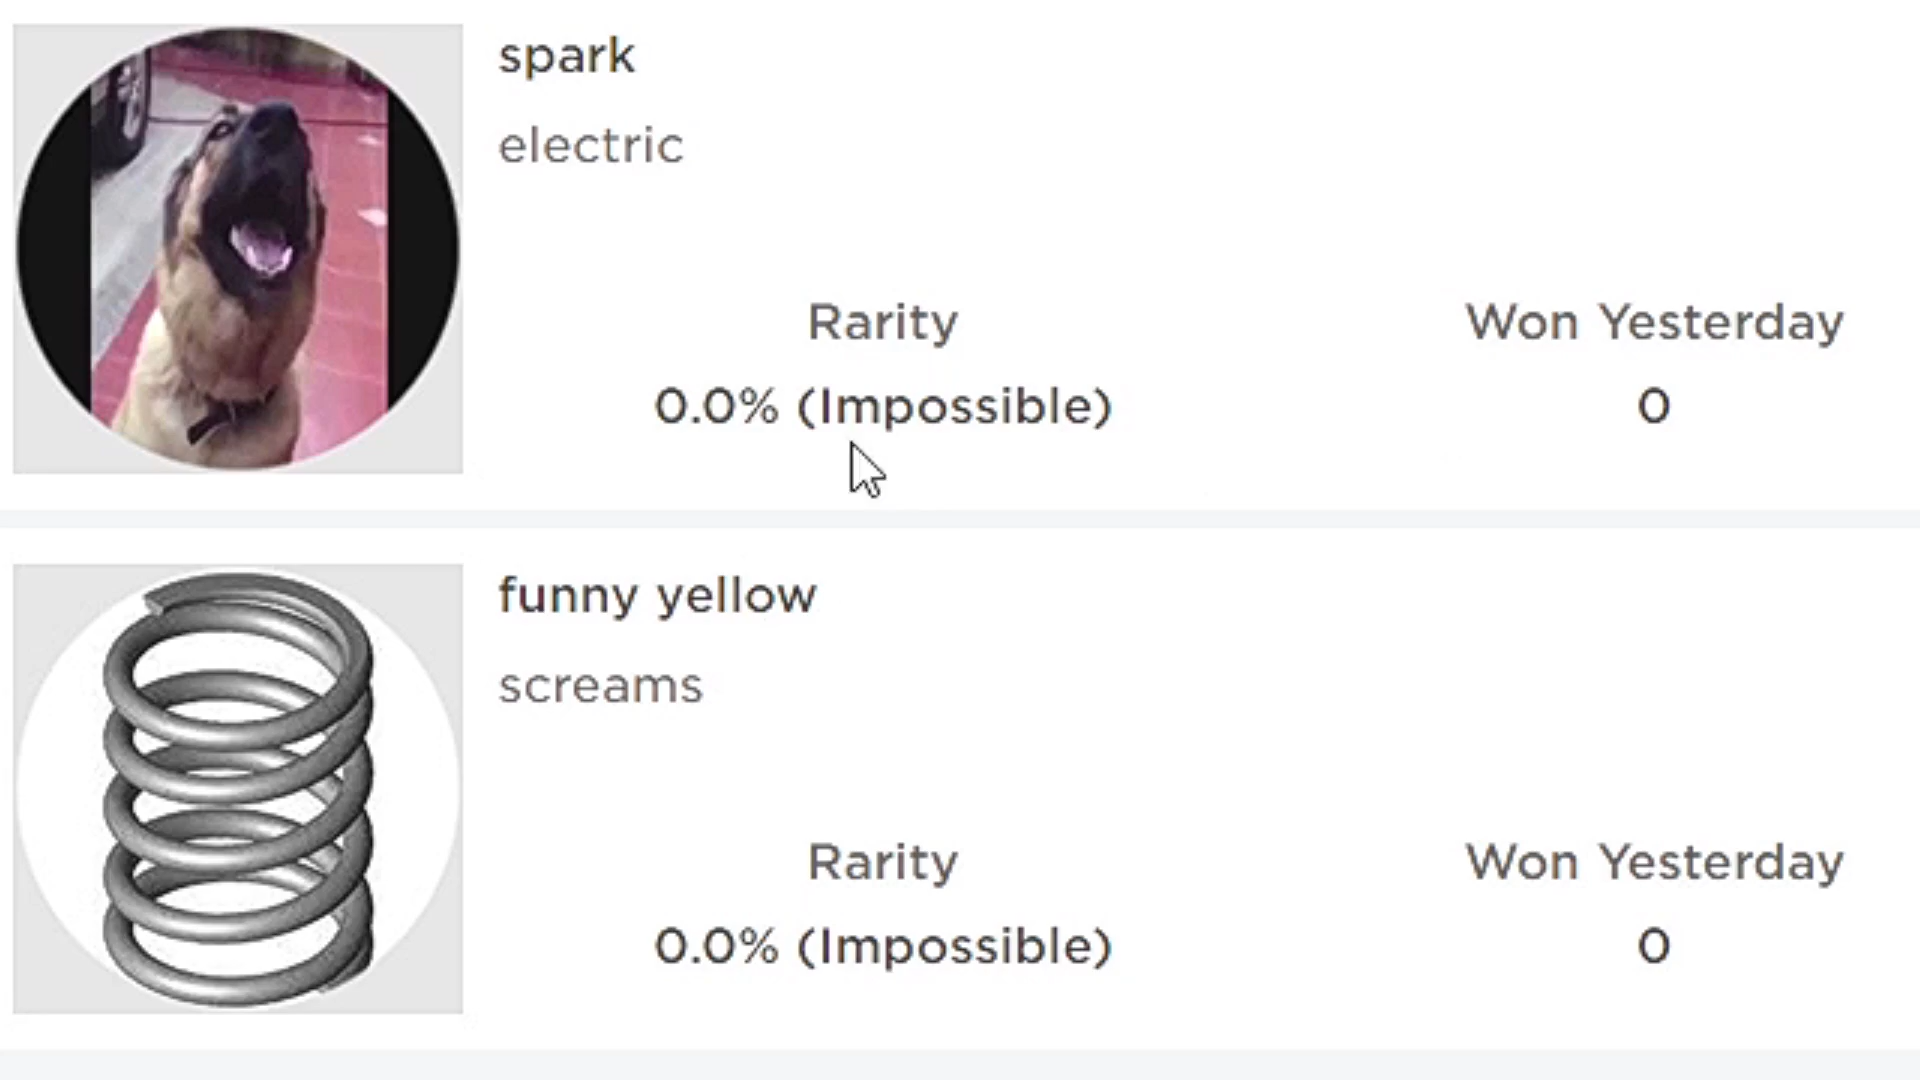 spark
electric
Rarity Won Yesterday
0.0% (Impossible) 0
funny yellow
screams
Rarity Won Yesterday
0.0% (Impossible) 0